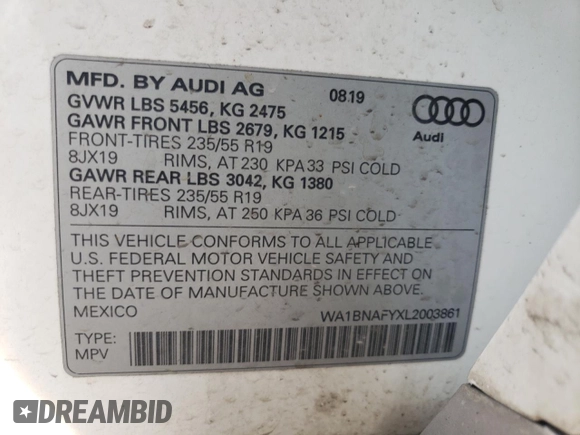 MFD. BY AUDI AG 08.19
GVWR LBS 5456, KG 2475
GAWR FRONT LBS 2679, KG 1215
FRONT-TIRES 235/55 R19
8JX19 RIMS, AT 230 KPA 33 PSI COLD
GAWR REAR LBS 3042, KG 1380
REAR-TIRES 235/55 R19
8JX19 RIMS, AT 250 KPA 36 PSI COLD
Audi
THIS VEHICLE CONFORMS TO ALL APPLICABLE
U.S. FEDERAL MOTOR VEHICLE SAFETY AND
THEFT PREVENTION STANDARDS IN EFFECT ON
THE DATE OF MANUFACTURE SHOWN ABOVE.
MEXICO WA1BNAFYXL2003861
TYPE:
MPV
DREAMBID